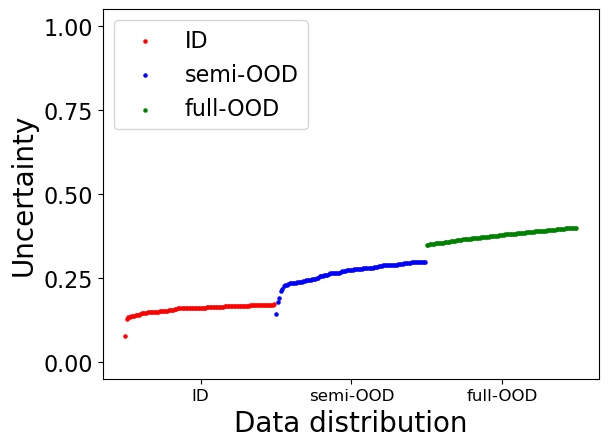 1.00
0.75
0.50
0.25
0.00
Uncertainty
ID
semi-OOD
full-OOD
ID semi-OOD full-OOD
Data distribution